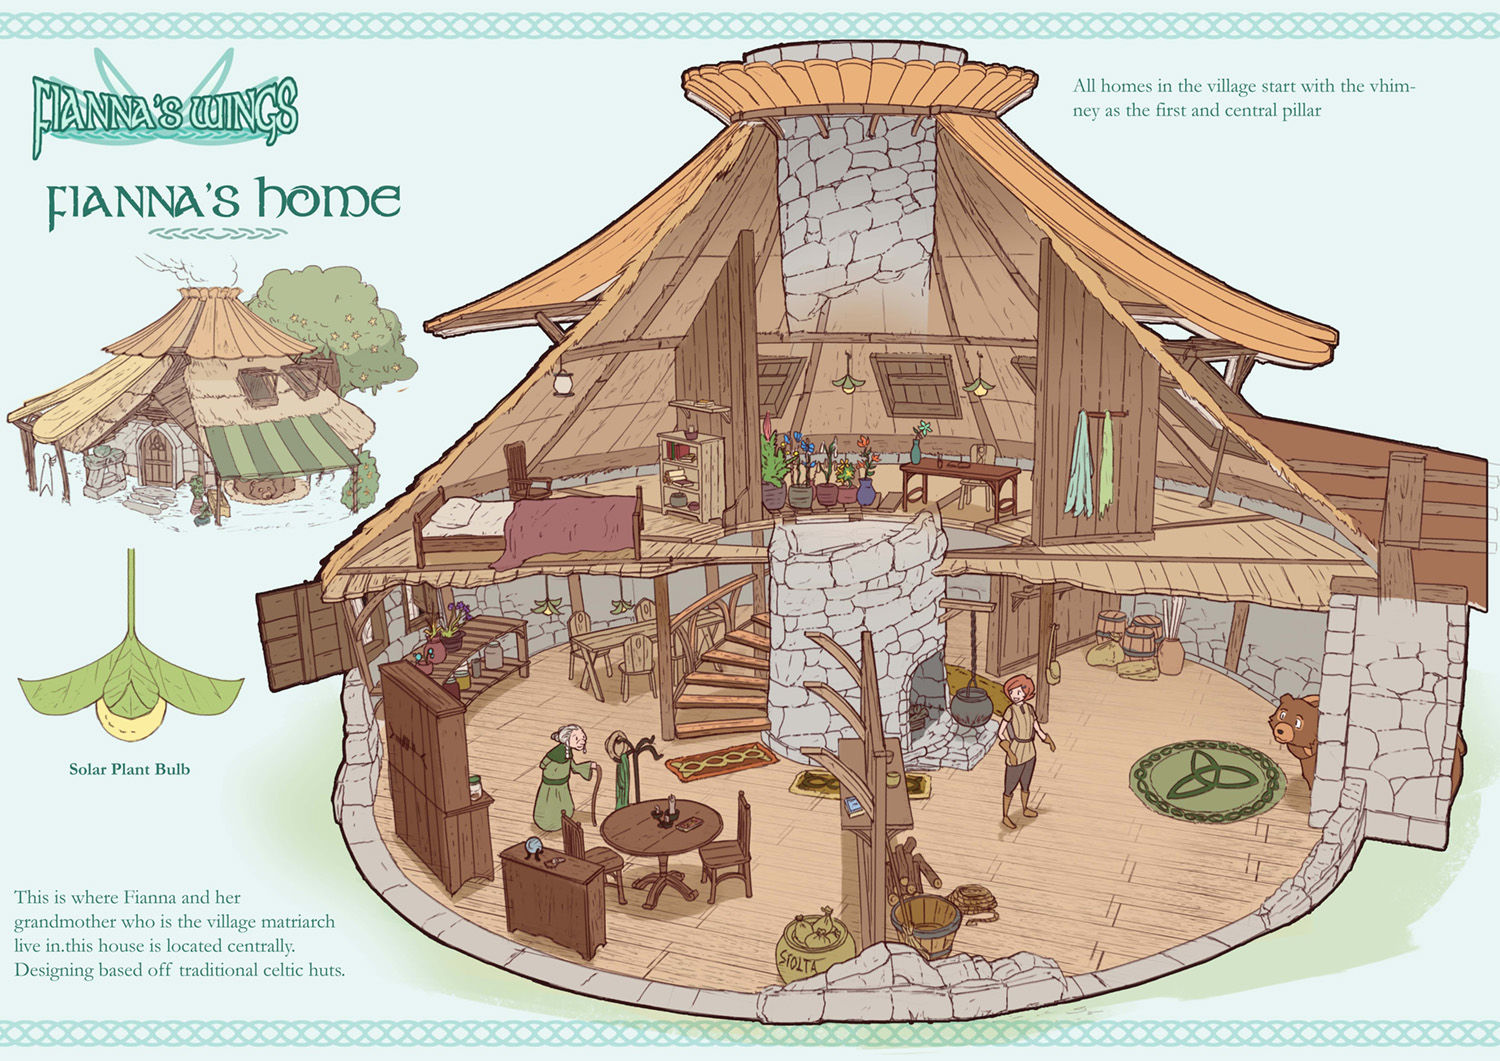 FIANNA'S WINGS
FIANNA'S HOME
All homes in the village start with the vhim-
ney as the first and central pillar
Solar Plant Bulb
This is where Fianna and her
grandmother who is the village matriarch
live in.this house is located centrally.
Designing based off traditional celtic huts.
STOLTA